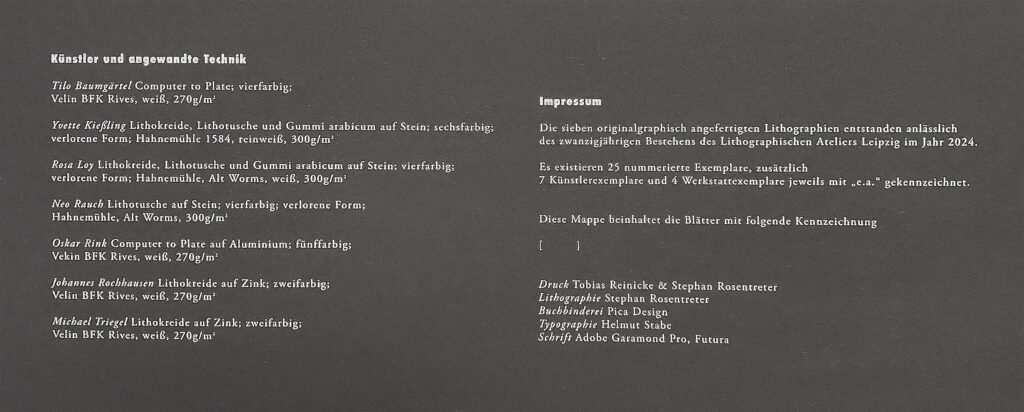 Künstler und angewandte Technik
Tilo Baumgärtel Computer to Plate; vierfarbig;
Velin BFK Rives, weiß, 270g/m²
Yvette Kießling Lithokreide, Lithotusche und Gummi arabicum auf Stein; sechsfarbig;
verlorene Form; Hahnemühle 1584, reinweiß, 300g/m²
Rosa Loy Lithokreide, Lithotusche und Gummi arabicum auf Stein; vierfarbig;
verlorene Form; Hahnemühle, Alt Worms, weiß, 300g/m²
Neo Rauch Lithotusche auf Stein; vierfarbig; verlorene Form;
Hahnemühle, Alt Worms, 300g/m²
Oskar Rink Computer to Plate auf Aluminium; fünffarbig;
Vekin BFK Rives, weiß, 270g/m²
Johannes Rochhausen Lithokreide auf Zink; zweifarbig;
Velin BFK Rives, weiß, 270g/m²
Michael Triegel Lithokreide auf Zink; zweifarbig;
Velin BFK Rives, weiß, 270g/m²
Impressum
Die sieben originalgraphisch angefertigten Lithographien entstanden anlässlich
des zwanzigjährigen Bestehens des Lithographischen Ateliers Leipzig im Jahr 2024.
Es existieren 25 nummerierte Exemplare, zusätzlich
7 Künstlerexemplare und 4 Werkstattexemplare jeweils mit „e.a.“ gekennzeichnet.
Diese Mappe beinhaltet die Blätter mit folgende Kennzeichnung
[ ]
Druck Tobias Reinicke & Stephan Rosentreter
Lithographie Stephan Rosentreter
Buchbinderei Pica Design
Typographie Helmut Stabe
Schrift Adobe Garamond Pro, Futura